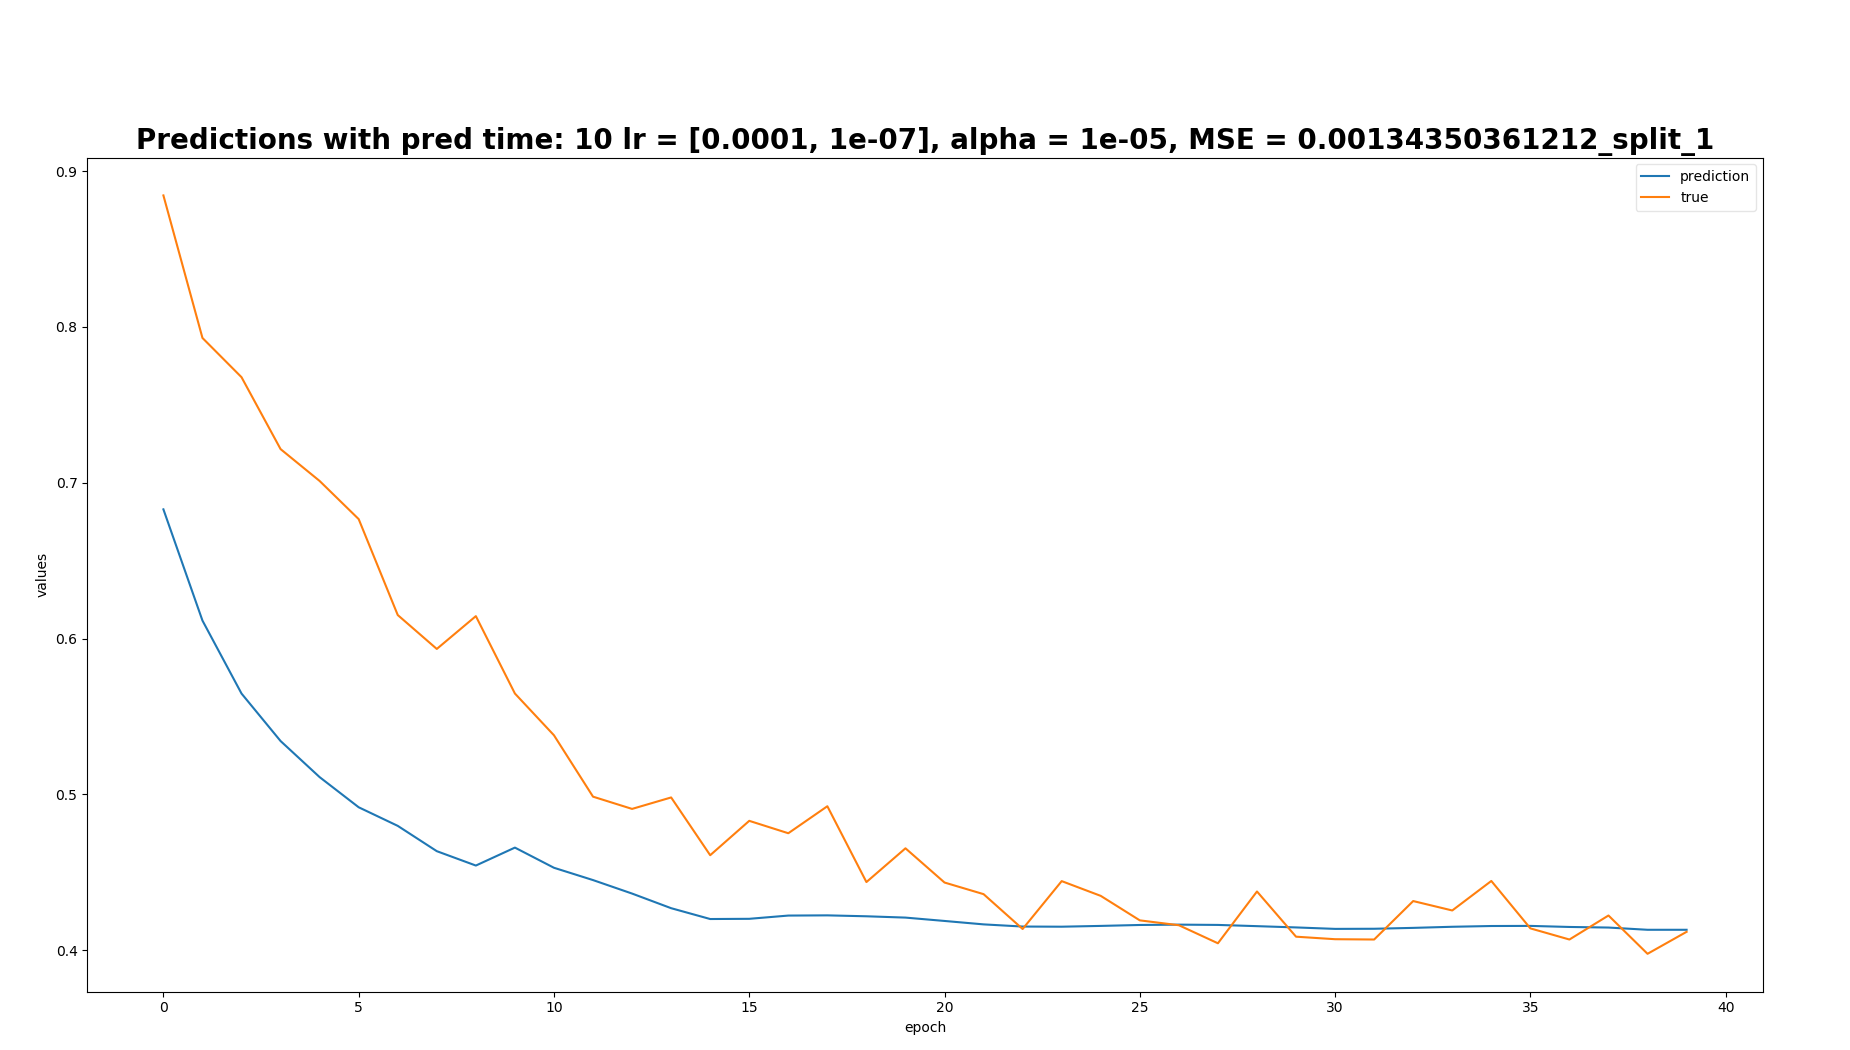 Predictions with pred time: 10 lr = [0.0001, 1e-07], alpha = 1e-05, MSE = 0.00134350361212_split_1
prediction
true
0.9
0.8
0.7
0.6
0.5
0.4
values
0 5 10 15 20 25 30 35 40
epoch